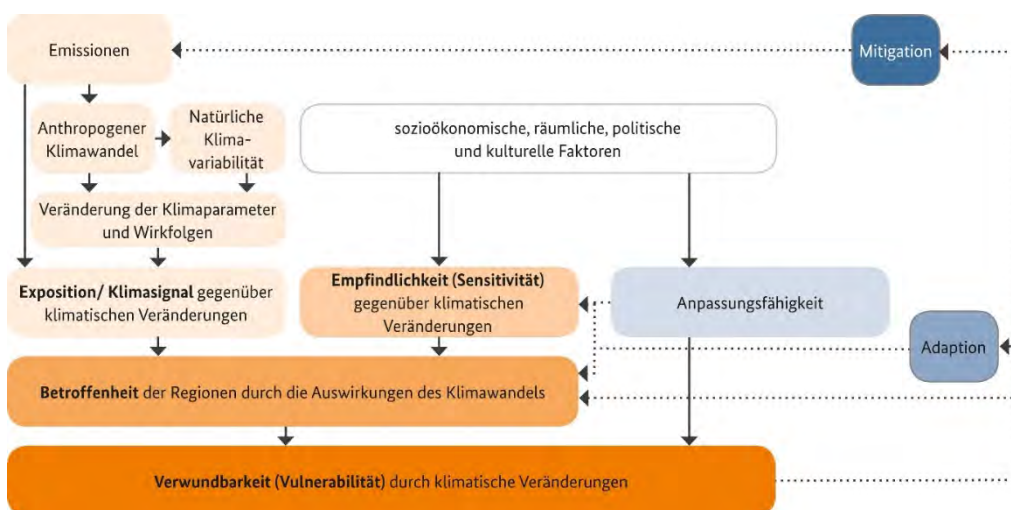 Emissionen
Mitigation
Anthropogener
Klimawandel
Natürliche
Klima-
variabilität
sozioökonomische, räumliche, politische
und kulturelle Faktoren
Veränderung der Klimaparameter
und Wirkfolgen
Exposition/ Klimasignal gegenüber
klimatischen Veränderungen
Empfindlichkeit (Sensitivität)
gegenüber klimatischen
Veränderungen
Anpassungsfähigkeit
Adaption
Betroffenheit der Regionen durch die Auswirkungen des Klimawandels
Verwundbarkeit (Vulnerabilität) durch klimatische Veränderungen